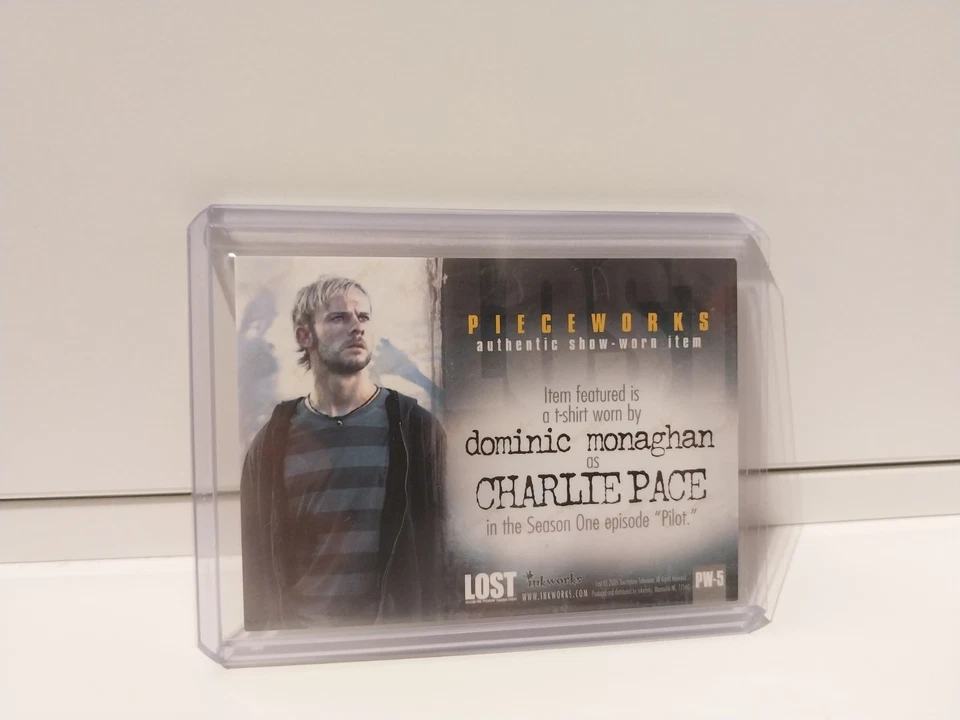 PIECEWORKS
authentic show-worn item
Item featured is
a t-shirt worn by
dominic monaghan
as
CHARLIE PACE
in the Season One episode "Pilot."
LOST
inkworks
WWW.INKWORKS.COM
PW-5